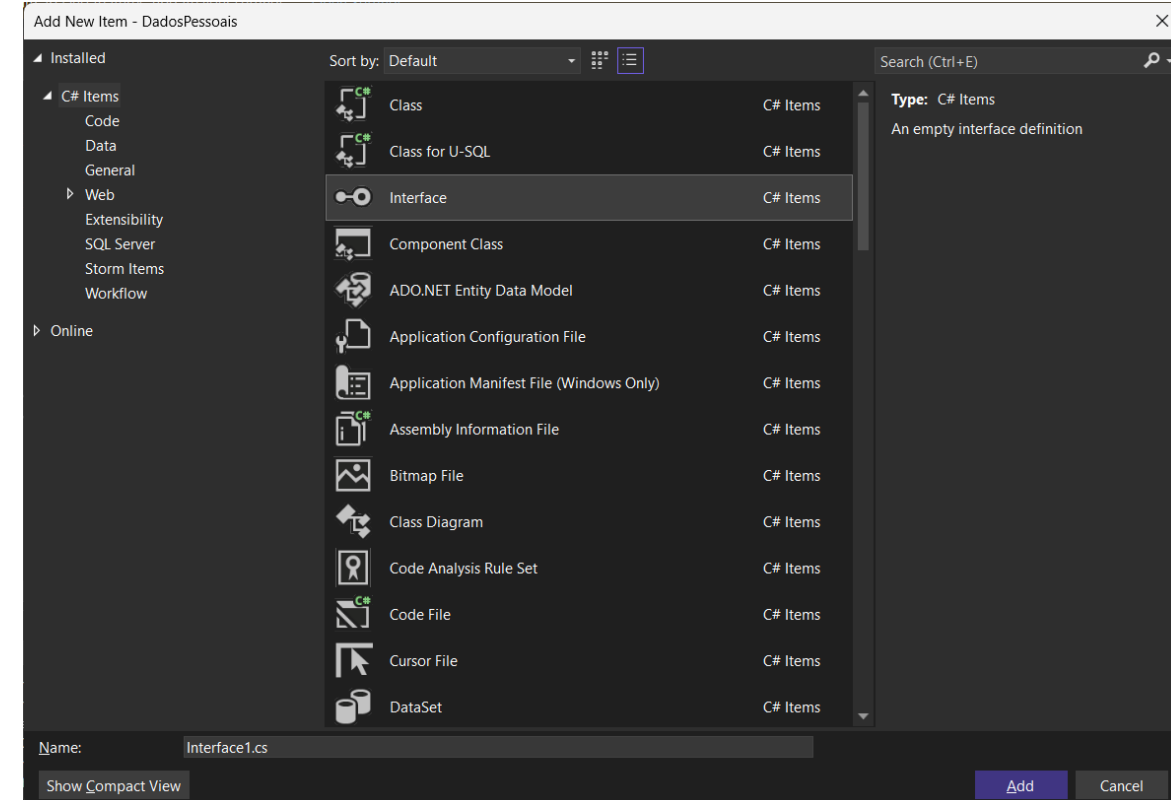 Add New Item - DadosPessoais
Installed
C# Items
Code
Data
General
Web
Extensibility
SQL Server
Storm Items
Workflow
Online
Sort by: Default
C# Class C# Items
C# Class for U-SQL C# Items
Interface C# Items
Component Class C# Items
ADO.NET Entity Data Model C# Items
Application Configuration File C# Items
Application Manifest File (Windows Only) C# Items
C# Assembly Information File C# Items
Bitmap File C# Items
Class Diagram C# Items
Code Analysis Rule Set C# Items
C# Code File C# Items
Cursor File C# Items
DataSet C# Items
Search (Ctrl+E)
Type: C# Items
An empty interface definition
Name: Interface1.cs
Show Compact View
Add Cancel